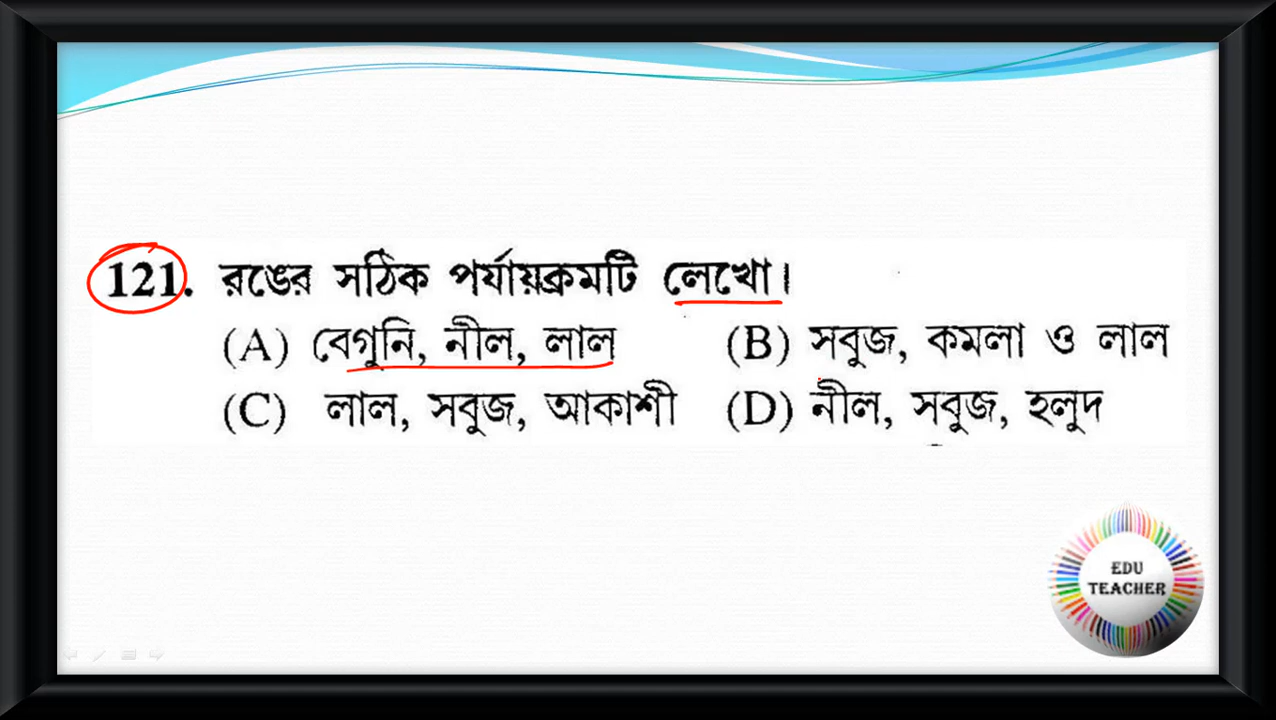 121. রঙের সঠিক পর্যায়ক্রমটি লেখো।
(A) বেগুনি, নীল, লাল (B) সবুজ, কমলা ও লাল
(C) লাল, সবুজ, আকাশী (D) নীল, সবুজ, হলুদ
EDU
TEACHER